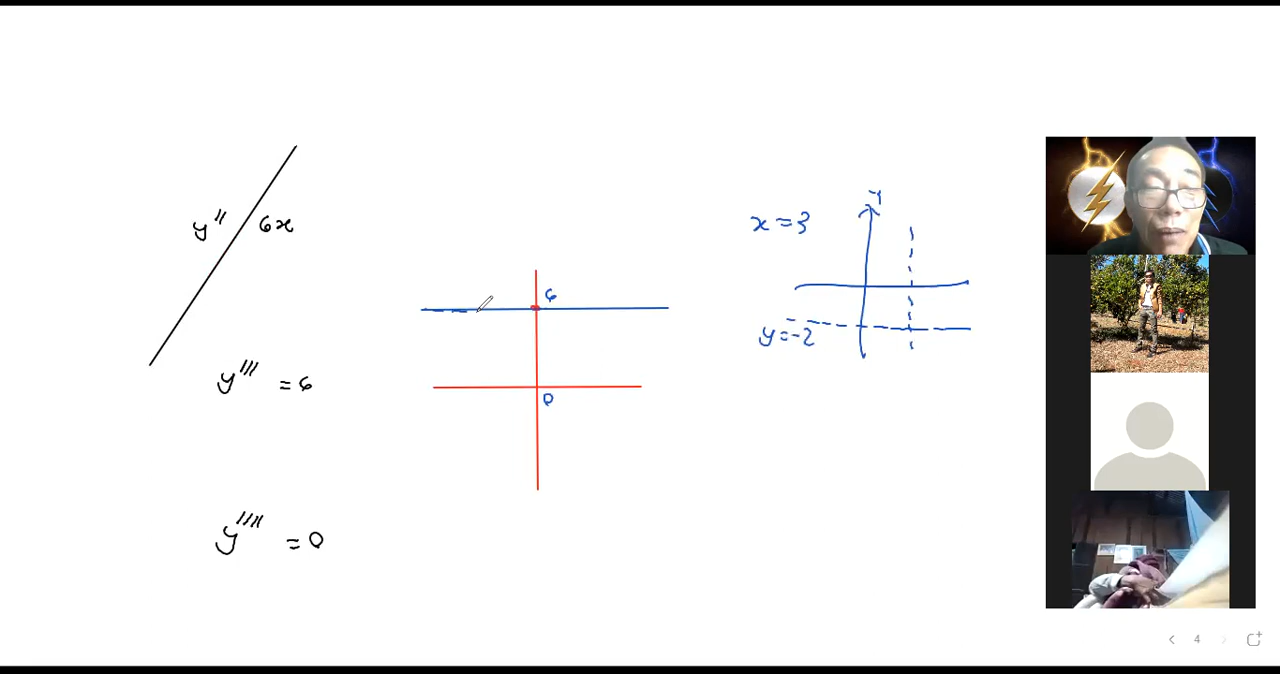 y'' 6x
y''' = 6
y'''' = 0
6
0
x = 3
y = -2
4